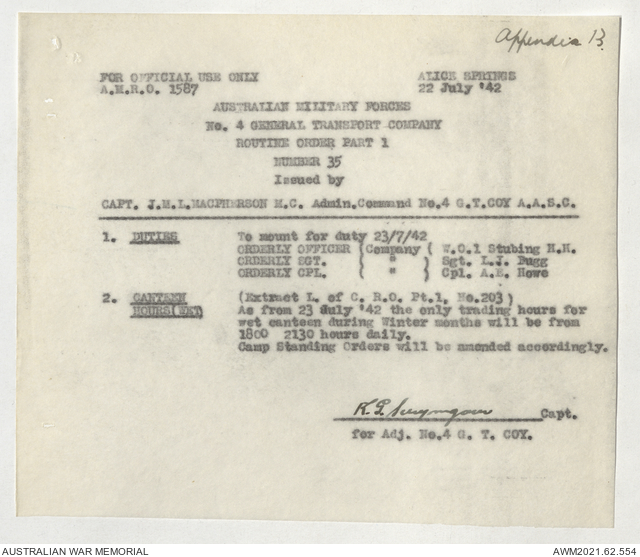 Appendix B.
FOR OFFICIAL USE ONLY ALICE SPRINGS
A.M.R.O. 1587 22 July '42
AUSTRALIAN MILITARY FORCES
No. 4 GENERAL TRANSPORT COMPANY
ROUTINE ORDER PART 1
NUMBER 35
Issued by
CAPT. J.M.L. MACPHERSON M.C. Admin.Command No.4 G.T.COY A.A.S.C.
1. DUTIES To mount for duty 23/7/42
ORDERLY OFFICER (Company ( W.O.1 Stubing H.H.
ORDERLY SGT. ( " ) Sgt. L.J. Bugg
ORDERLY CPL. ( " ) Cpl. A.E. Howe
2. CANTEEN (Extract L. of C. R.O. Pt.1, No.203)
HOURS(WET) As from 23 July '42 the only trading hours for
wet canteen during Winter months will be from
1800 2130 hours daily.
Camp Standing Orders will be amended accordingly.
Capt.
for Adj. No.4 G. T. COY.
AUSTRALIAN WAR MEMORIAL AWM2021.62.554